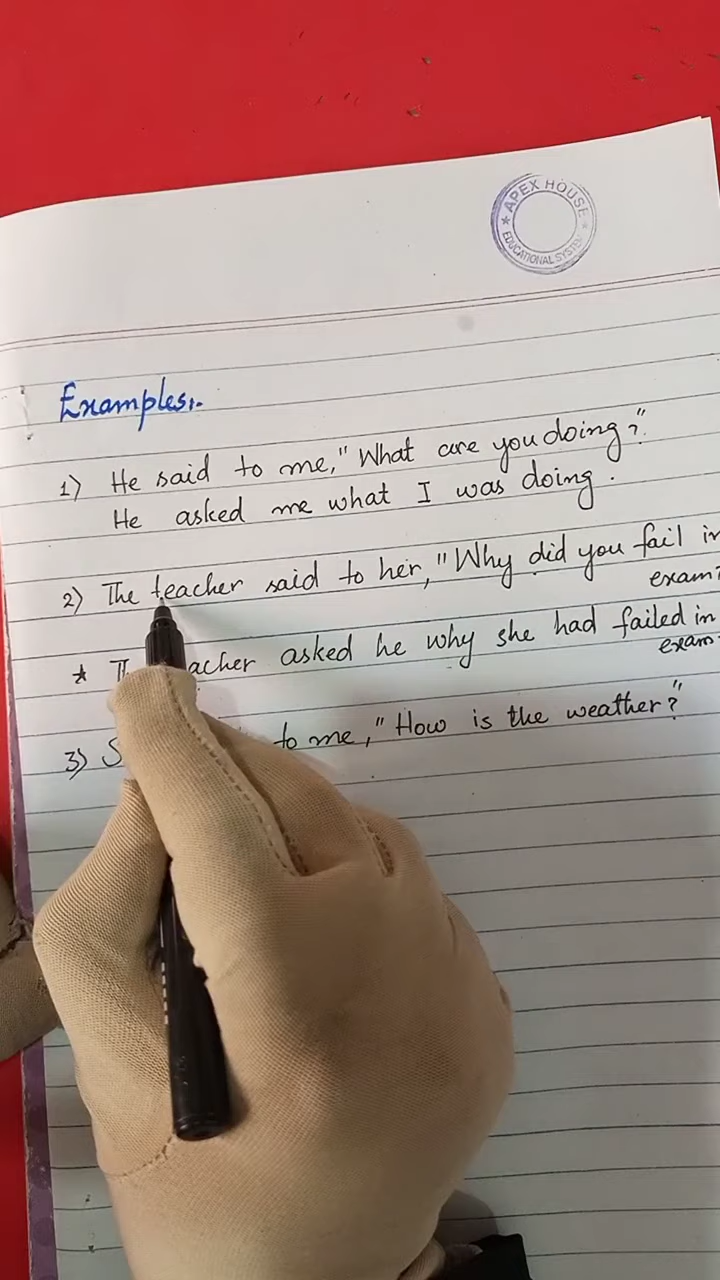 APEX HOUSE
EDUCATIONAL SYSTEM
Examples:-
1) He said to me, "What are you doing?"
He asked me what I was doing.
2) The teacher said to her, "Why did you fail in
exam?
* acher asked he why she had failed in
exam.
3) S to me, "How is the weather?"